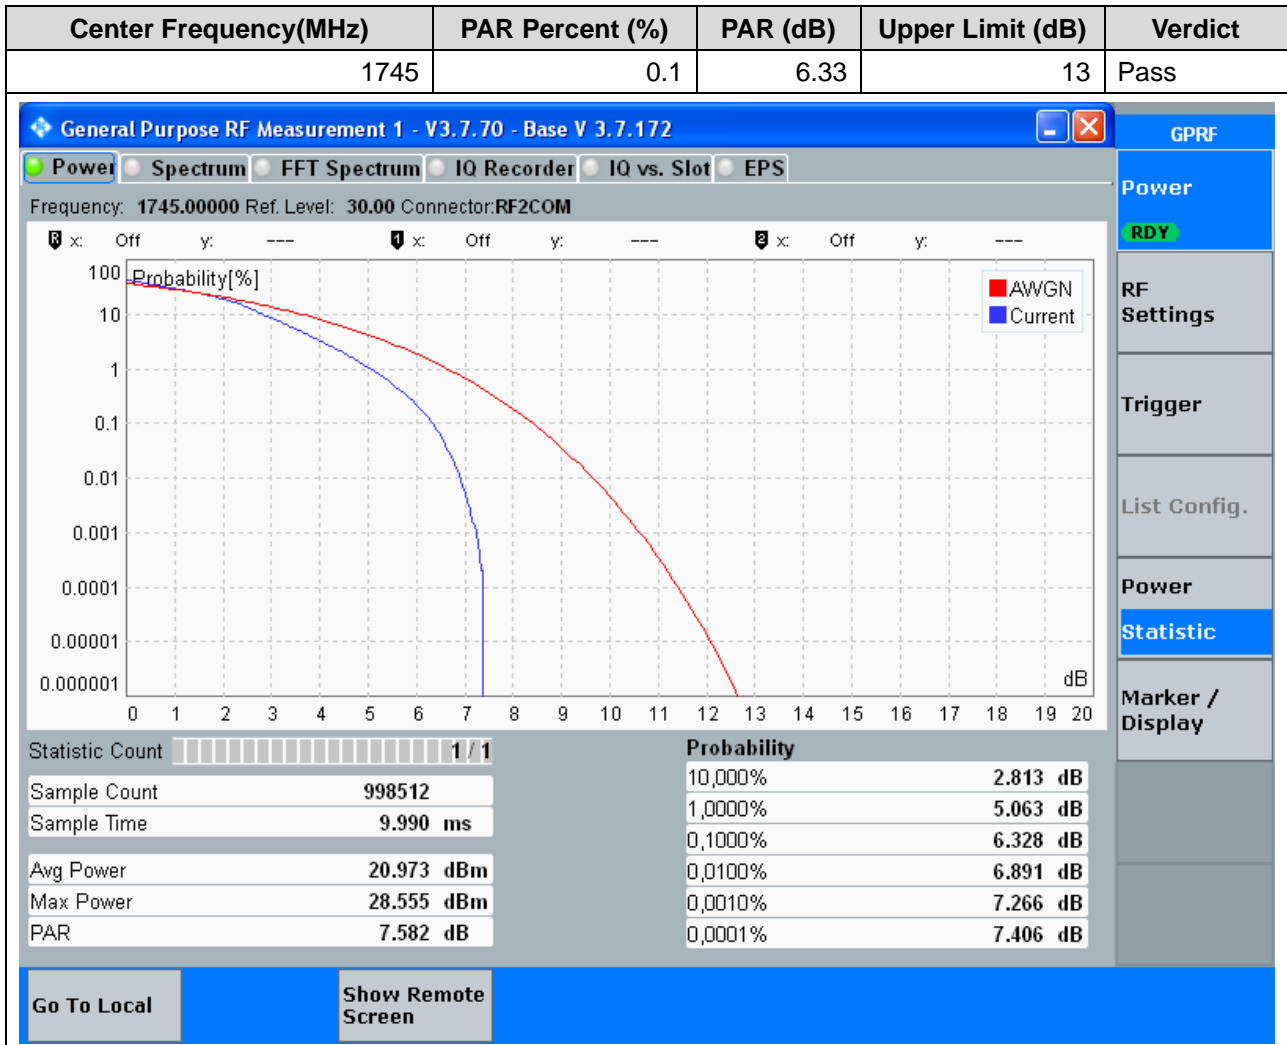 Center Frequency(MHz) PAR Percent (%) PAR (dB) Upper Limit (dB) Verdict
1745 0.1 6.33 13 Pass
General Purpose RF Measurement 1 - V3.7.70 - Base V 3.7.172
GPRF
Power Spectrum FFT Spectrum IQ Recorder IQ vs. Slot EPS
Power
RDY
Frequency: 1745.00000 Ref. Level: 30.00 Connector:RF2COM
R x: Off y: --- 1 x: Off y: --- 2 x: Off y: ---
Probability[%]
AWGN
Current
100
10
1
0.1
0.01
0.001
0.0001
0.00001
0.000001
dB
0 1 2 3 4 5 6 7 8 9 10 11 12 13 14 15 16 17 18 19 20
RF
Settings
Trigger
List Config.
Power
Statistic
Marker /
Display
Statistic Count 1 / 1
Sample Count 998512
Sample Time 9.990 ms
Avg Power 20.973 dBm
Max Power 28.555 dBm
PAR 7.582 dB
Probability
10,000% 2.813 dB
1,0000% 5.063 dB
0,1000% 6.328 dB
0,0100% 6.891 dB
0,0010% 7.266 dB
0,0001% 7.406 dB
Go To Local
Show Remote
Screen